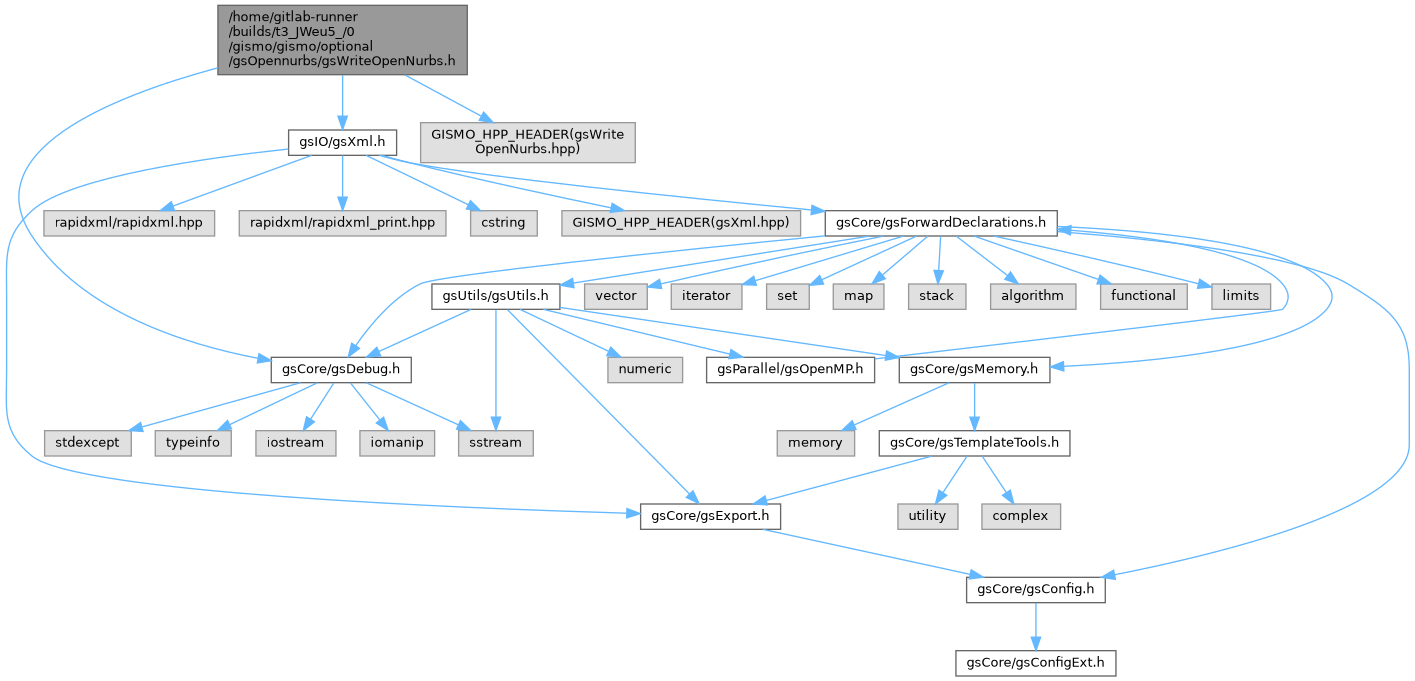 /home/gitlab-runner
/builds/t3_JWeu5_/0
/gismo/gismo/optional
/gsOpennurbs/gsWriteOpenNurbs.h
gsIO/gsXml.h
GISMO_HPP_HEADER(gsWrite
OpenNurbs.hpp)
rapidxml/rapidxml.hpp
rapidxml/rapidxml_print.hpp
cstring
GISMO_HPP_HEADER(gsXml.hpp)
gsCore/gsForwardDeclarations.h
gsUtils/gsUtils.h
vector
iterator
set
map
stack
algorithm
functional
limits
gsCore/gsDebug.h
numeric
gsParallel/gsOpenMP.h
gsCore/gsMemory.h
stdexcept
typeinfo
iostream
iomanip
sstream
memory
gsCore/gsTemplateTools.h
gsCore/gsExport.h
utility
complex
gsCore/gsConfig.h
gsCore/gsConfigExt.h